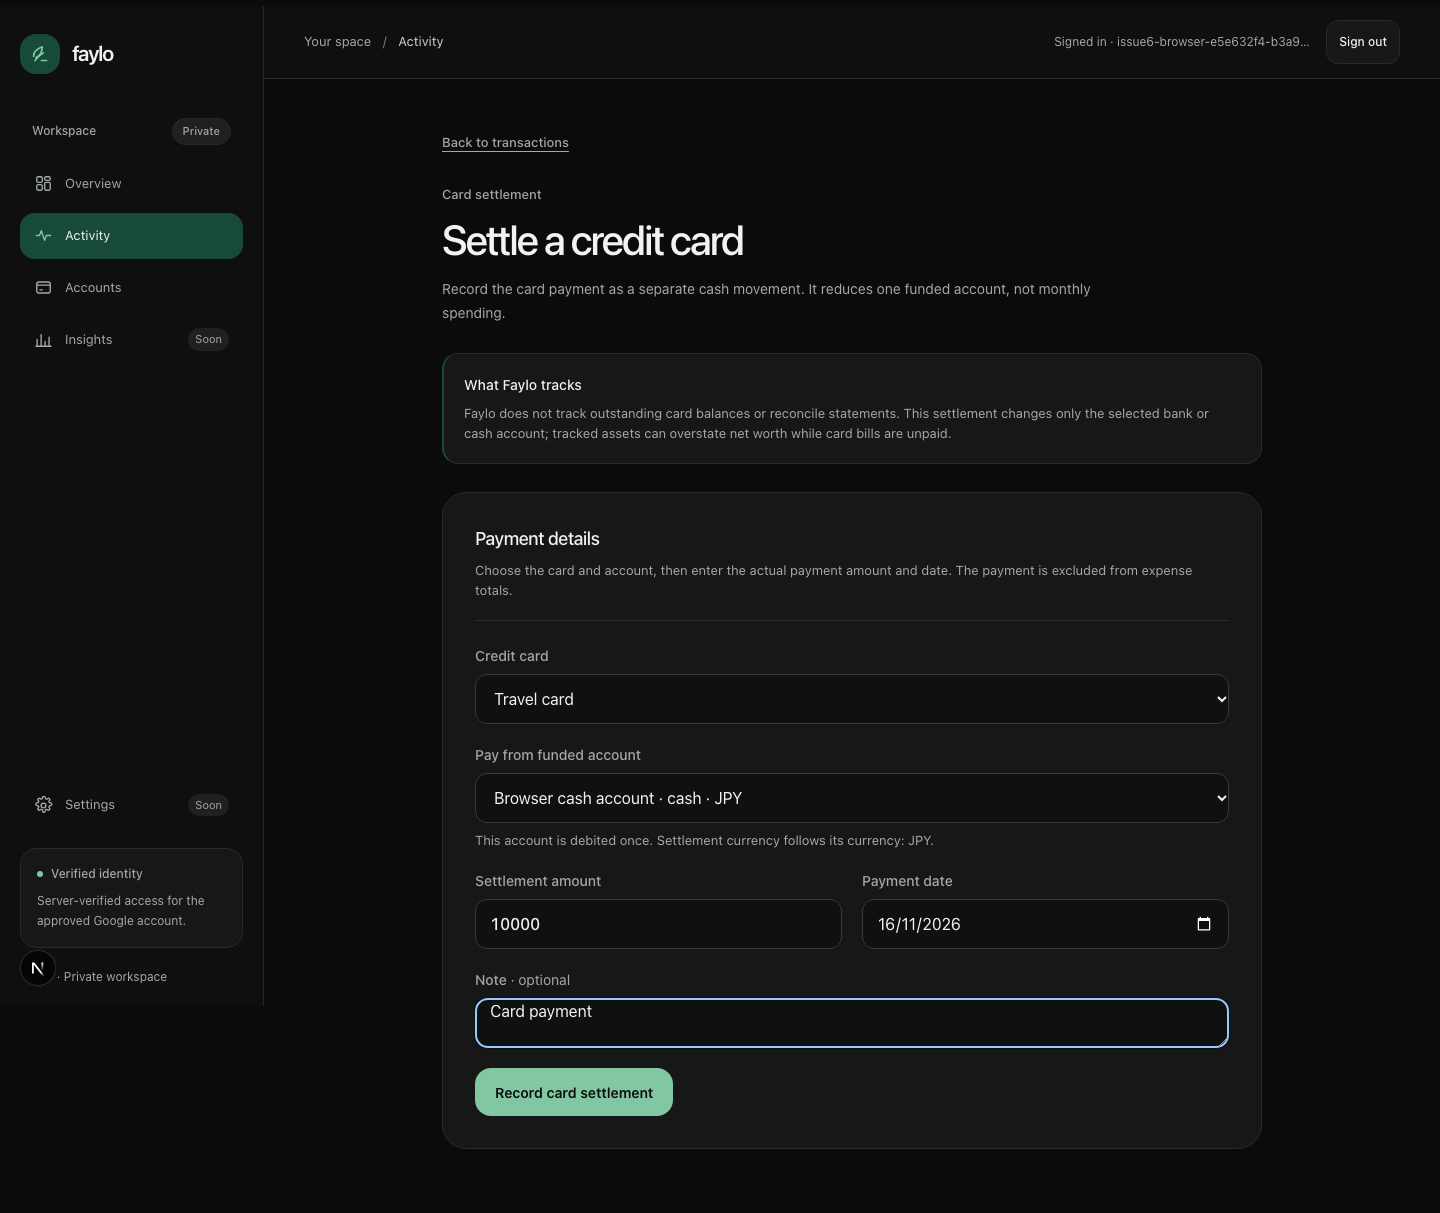 faylo
Workspace
Private
Overview
Activity
Accounts
Insights
Soon
Settings
Soon
Verified identity
Server-verified access for the
approved Google account.
N
· Private workspace
Your space / Activity
Signed in · issue6-browser-e5e632f4-b3a9...
Sign out
Back to transactions
Card settlement
Settle a credit card
Record the card payment as a separate cash movement. It reduces one funded account, not monthly
spending.
What Faylo tracks
Faylo does not track outstanding card balances or reconcile statements. This settlement changes only the selected bank or
cash account; tracked assets can overstate net worth while card bills are unpaid.
Payment details
Choose the card and account, then enter the actual payment amount and date. The payment is excluded from expense
totals.
Credit card
Travel card
Pay from funded account
Browser cash account · cash · JPY
This account is debited once. Settlement currency follows its currency: JPY.
Settlement amount
10000
Payment date
16/11/2026
Note · optional
Card payment
Record card settlement